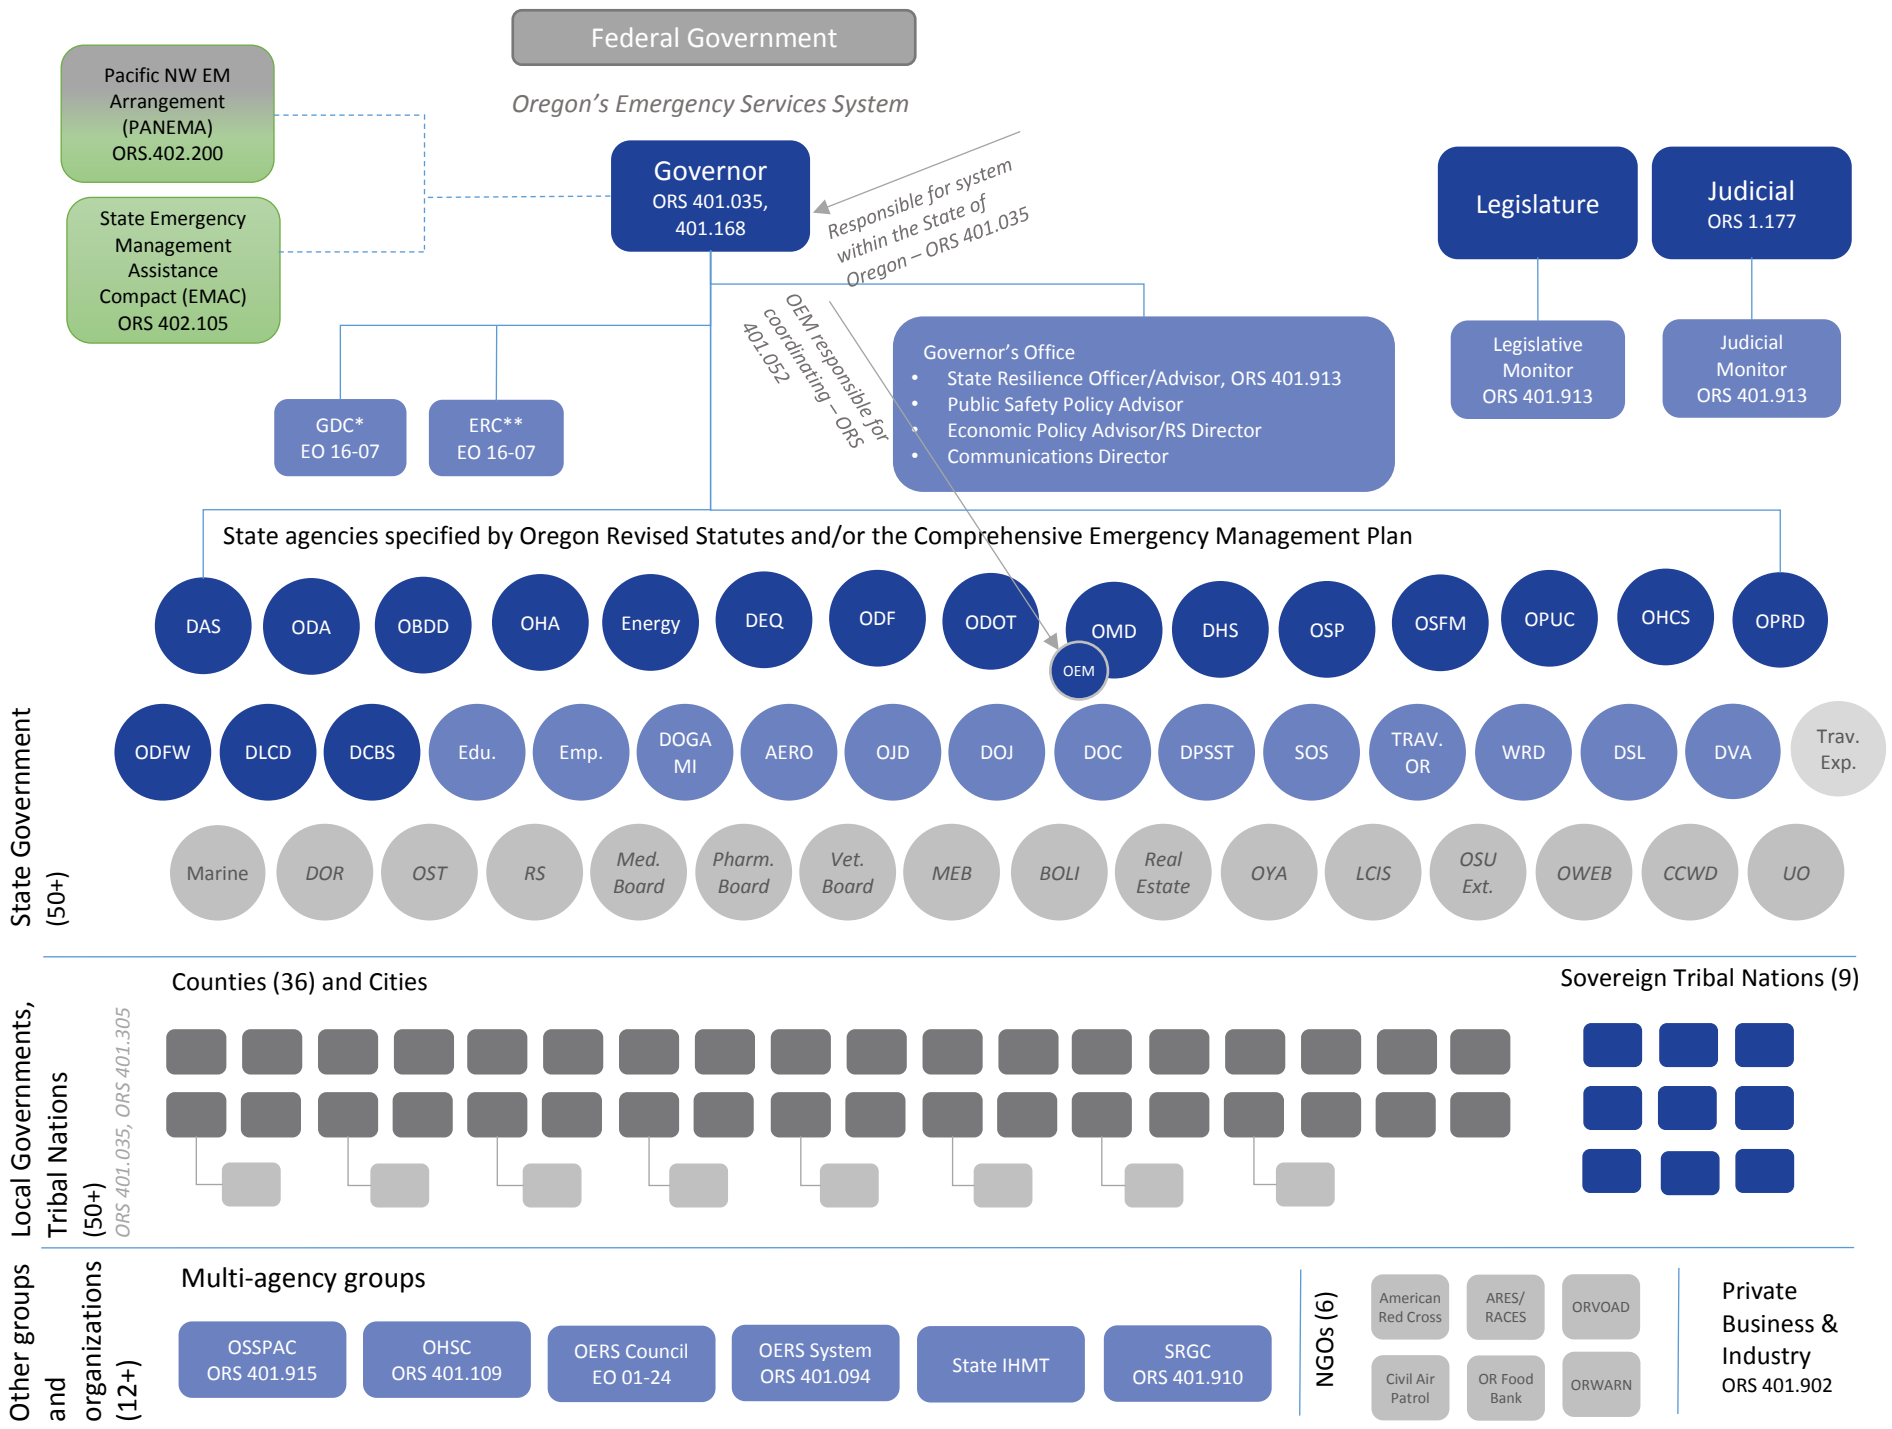 Federal Government
Oregon's Emergency Services System
Pacific NW EM
Arrangement
(PANEMA)
ORS.402.200
State Emergency
Management
Assistance
Compact (EMAC)
ORS 402.105
Governor
ORS 401.035,
401.168
Responsible for system
within the State of
Oregon – ORS 401.035
Legislature
Judicial
ORS 1.177
OEM responsible for
coordinating – ORS
401.052
Governor's Office
• State Resilience Officer/Advisor, ORS 401.913
• Public Safety Policy Advisor
• Economic Policy Advisor/RS Director
• Communications Director
Legislative
Monitor
ORS 401.913
Judicial
Monitor
ORS 401.913
GDC*
EO 16-07
ERC**
EO 16-07
State agencies specified by Oregon Revised Statutes and/or the Comprehensive Emergency Management Plan
State Government
(50+)
DAS
ODA
OBDD
OHA
Energy
DEQ
ODF
ODOT
OMD
OEM
DHS
OSP
OSFM
OPUC
OHCS
OPRD
ODFW
DLCD
DCBS
Edu.
Emp.
DOGA
MI
AERO
OJD
DOJ
DOC
DPSST
SOS
TRAV.
OR
WRD
DSL
DVA
Trav.
Exp.
Marine
DOR
OST
RS
Med.
Board
Pharm.
Board
Vet.
Board
MEB
BOLI
Real
Estate
OYA
LCIS
OSU
Ext.
OWEB
CCWD
UO
Local Governments,
Tribal Nations
(50+)
ORS 401.035, ORS 401.305
Counties (36) and Cities
Sovereign Tribal Nations (9)
Other groups
and
organizations
(12+)
Multi-agency groups
OSSPAC
ORS 401.915
OHSC
ORS 401.109
OERS Council
EO 01-24
OERS System
ORS 401.094
State IHMT
SRGC
ORS 401.910
NGOs (6)
American
Red Cross
ARES/
RACES
ORVOAD
Civil Air
Patrol
OR Food
Bank
ORWARN
Private
Business &
Industry
ORS 401.902